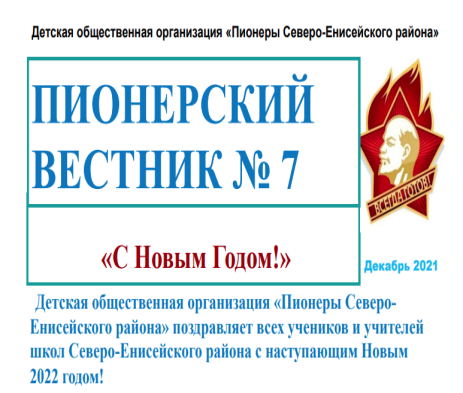 Детская общественная организация «Пионеры Северо-Енисейского района»
ПИОНЕРСКИЙ
ВЕСТНИК № 7
ВСЕГДА ГОТОВ!
«С Новым Годом!»
Декабрь 2021
Детская общественная организация «Пионеры Северо-
Енисейского района» поздравляет всех учеников и учителей
школ Северо-Енисейского района с наступающим Новым
2022 годом!